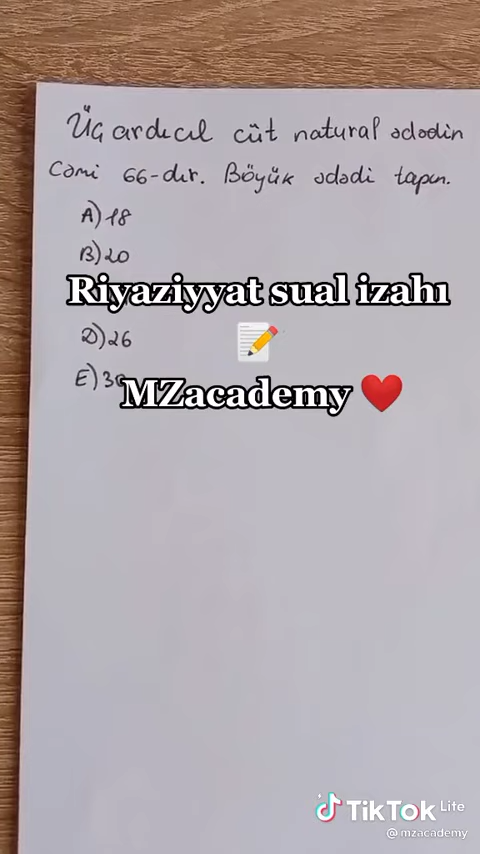 Üç ardıcıl cüt natural ədədin
cəmi 66-dır. Böyük ədədi tapın.
A) 18
B) 20
Riyaziyyat sual izahı
D) 26
E) 30
MZacademy
TikTok Lite
@mzacademy